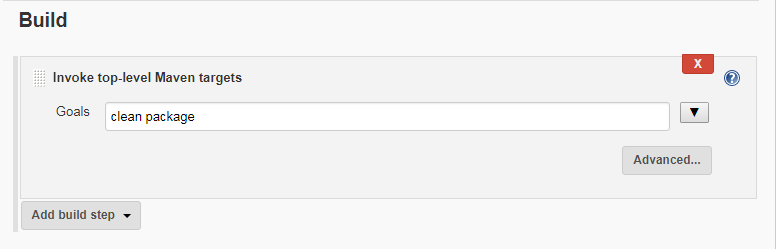 Build
X
Invoke top-level Maven targets
?
Goals
clean package
▼
Advanced...
Add build step